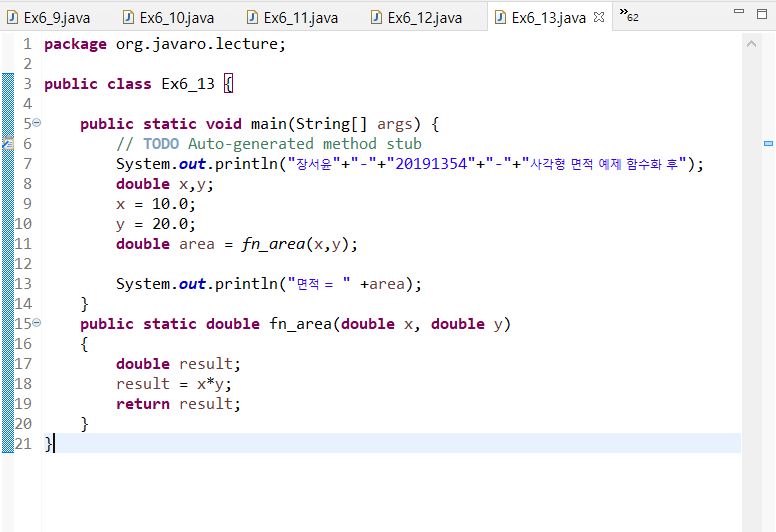 Ex6_9.java Ex6_10.java Ex6_11.java Ex6_12.java Ex6_13.java »62
1 package org.javaro.lecture;
2
3 public class Ex6_13 {
4
5 public static void main(String[] args) {
6 // TODO Auto-generated method stub
7 System.out.println("장서윤"+"-"+"20191354"+"-"+"사각형 면적 예제 함수화 후");
8 double x,y;
9 x = 10.0;
10 y = 20.0;
11 double area = fn_area(x,y);
12
13 System.out.println("면적 = " +area);
14 }
15 public static double fn_area(double x, double y)
16 {
17 double result;
18 result = x*y;
19 return result;
20 }
21 }